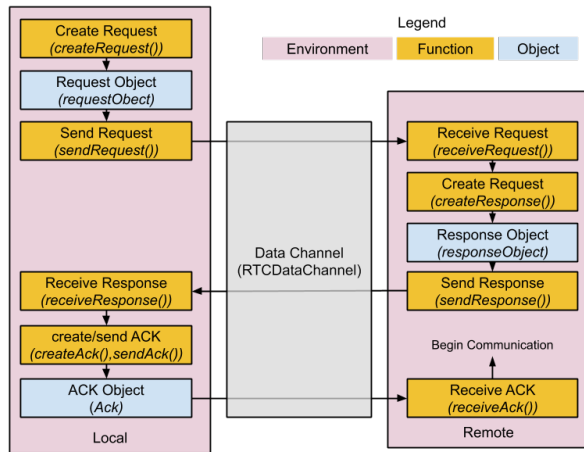 Legend
Environment
Function
Object
Create Request
(createRequest())
Request Object
(requestObect)
Send Request
(sendRequest())
Receive Response
(receiveResponse())
create/send ACK
(createAck(),sendAck())
ACK Object
(Ack)
Local
Data Channel
(RTCDataChannel)
Receive Request
(receiveRequest())
Create Request
(createResponse())
Response Object
(responseObject)
Send Response
(sendResponse())
Begin Communication
Receive ACK
(receiveAck())
Remote